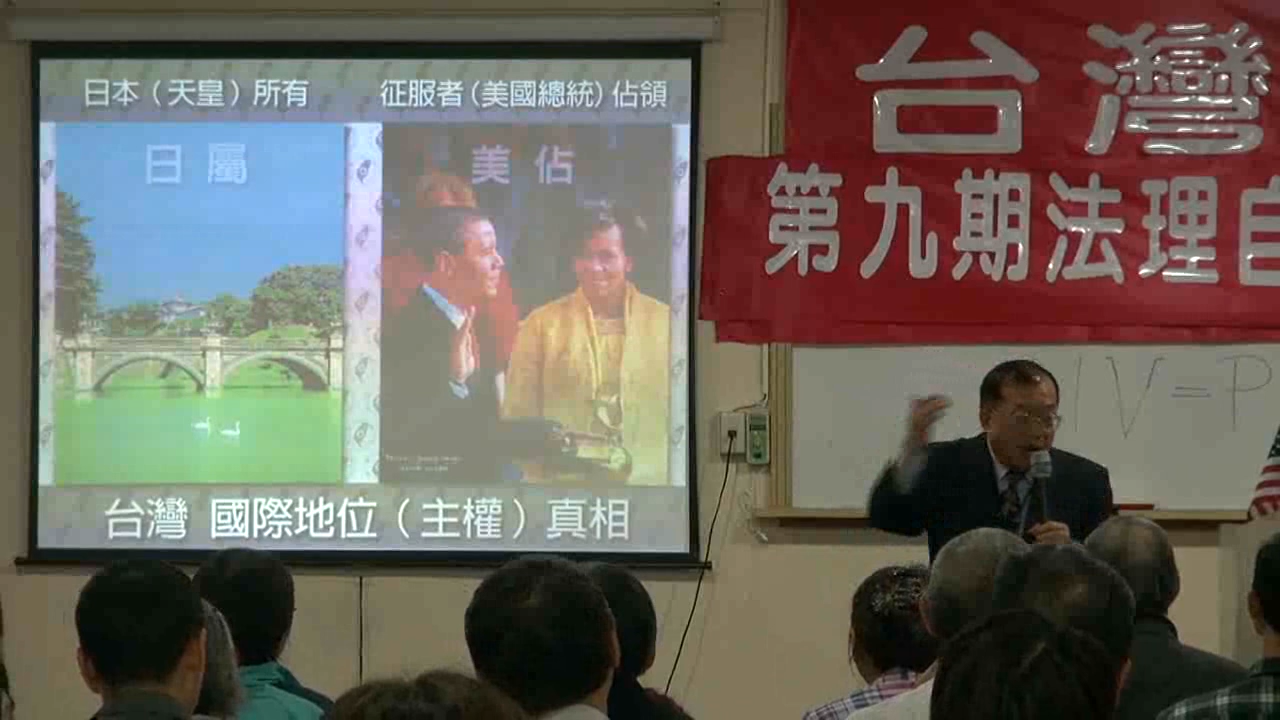 日本（天皇）所有
征服者（美國總統）佔領
日屬
美佔
台灣 國際地位（主權）真相
台灣
第九期法理自
IV=P